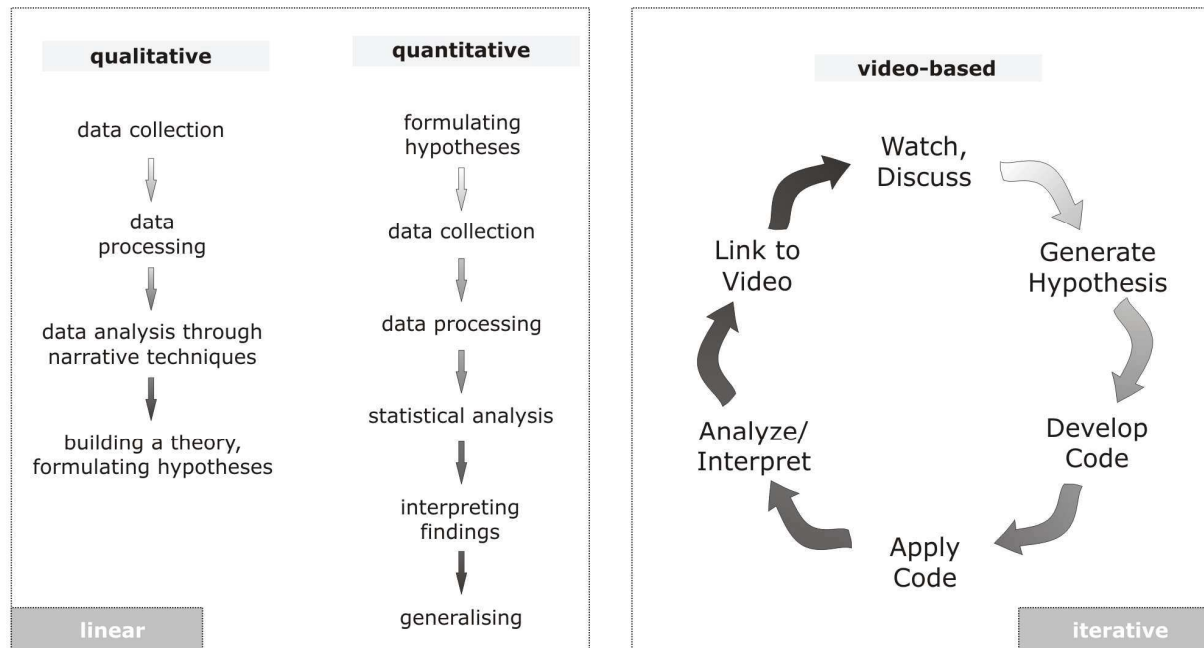 qualitative
data collection
data
processing
data analysis through
narrative techniques
building a theory,
formulating hypotheses
quantitative
formulating
hypotheses
data collection
data processing
statistical analysis
interpreting
findings
generalising
linear
video-based
Watch,
Discuss
Generate
Hypothesis
Develop
Code
Apply
Code
Analyze/
Interpret
Link to
Video
iterative